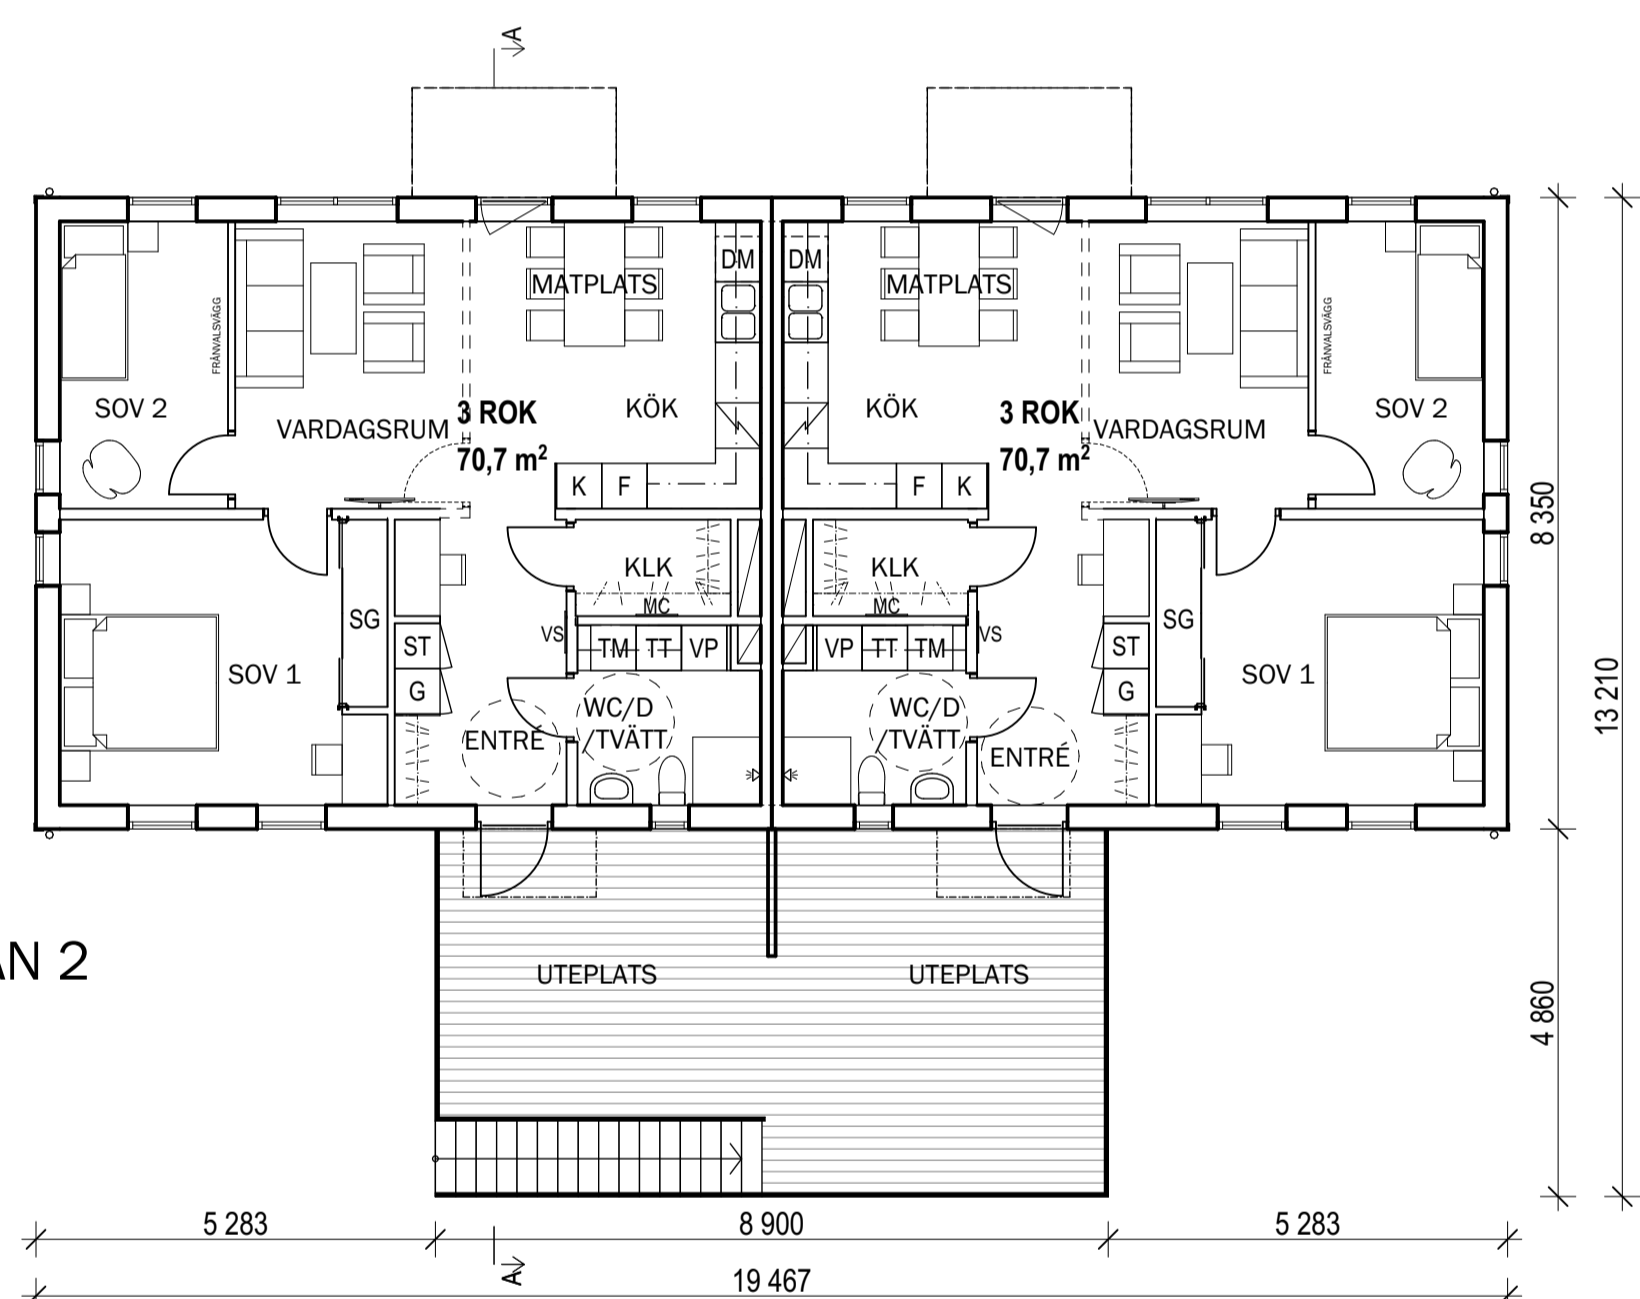 A
DM
DM
MATPLATS
MATPLATS
FRÅNVALSVÄGG
FRÅNVALSVÄGG
SOV 2
VARDAGSRUM
3 ROK
70,7 m²
KÖK
KÖK
3 ROK
70,7 m²
VARDAGSRUM
SOV 2
K
F
F
K
8 350
KLK
KLK
MC
MC
SG
ST
VS
TM
TT
VP
VP
TT
TM
VS
ST
SG
SOV 1
G
G
SOV 1
13 210
WC/D
/TVÄTT
WC/D
/TVÄTT
ENTRÉ
ENTRÉ
AN 2
UTEPLATS
UTEPLATS
4 860
5 283
8 900
5 283
A
19 467